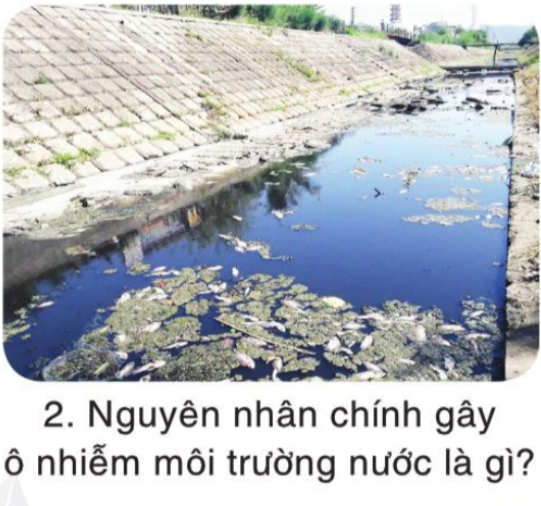 2. Nguyên nhân chính gây
ô nhiễm môi trường nước là gì?